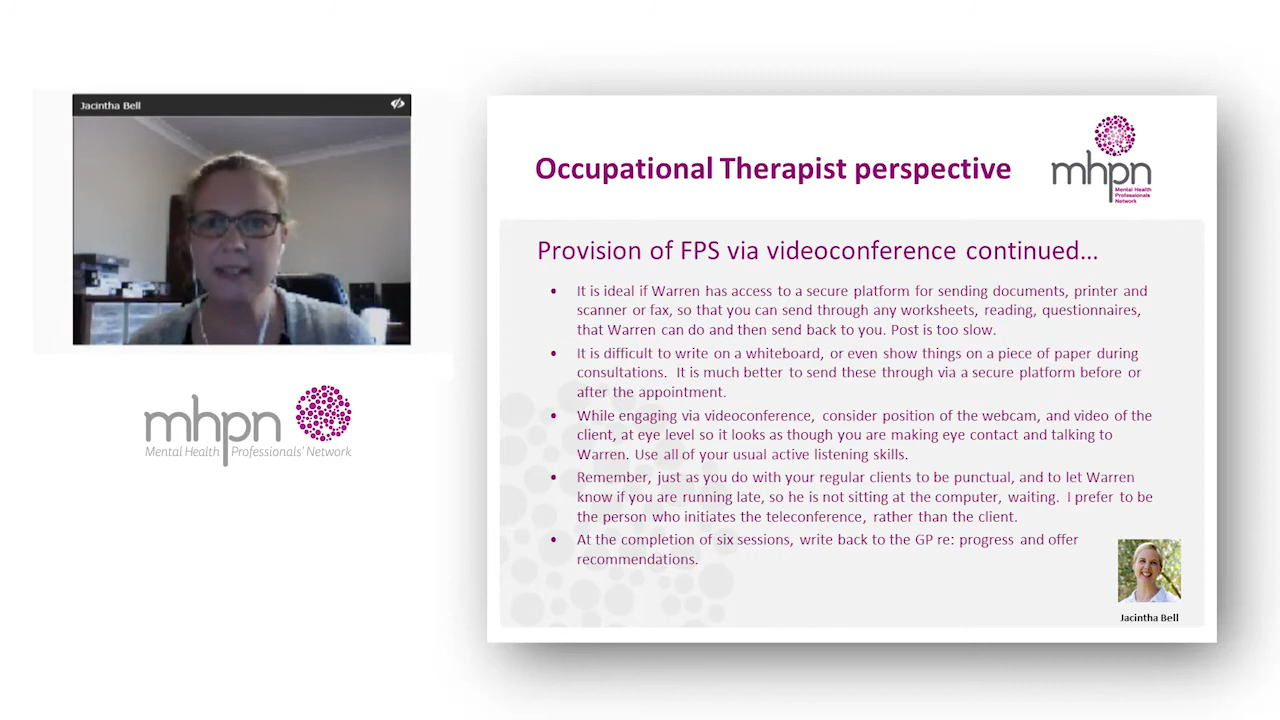 Jacintha Bell
mhpn
Mental Health Professionals' Network
Occupational Therapist perspective
mhpn
Mental Health
Professionals
Network
Provision of FPS via videoconference continued...
• It is ideal if Warren has access to a secure platform for sending documents, printer and
scanner or fax, so that you can send through any worksheets, reading, questionnaires,
that Warren can do and then send back to you. Post is too slow.
• It is difficult to write on a whiteboard, or even show things on a piece of paper during
consultations. It is much better to send these through via a secure platform before or
after the appointment.
• While engaging via videoconference, consider position of the webcam, and video of the
client, at eye level so it looks as though you are making eye contact and talking to
Warren. Use all of your usual active listening skills.
• Remember, just as you do with your regular clients to be punctual, and to let Warren
know if you are running late, so he is not sitting at the computer, waiting. I prefer to be
the person who initiates the teleconference, rather than the client.
• At the completion of six sessions, write back to the GP re: progress and offer
recommendations.
Jacintha Bell